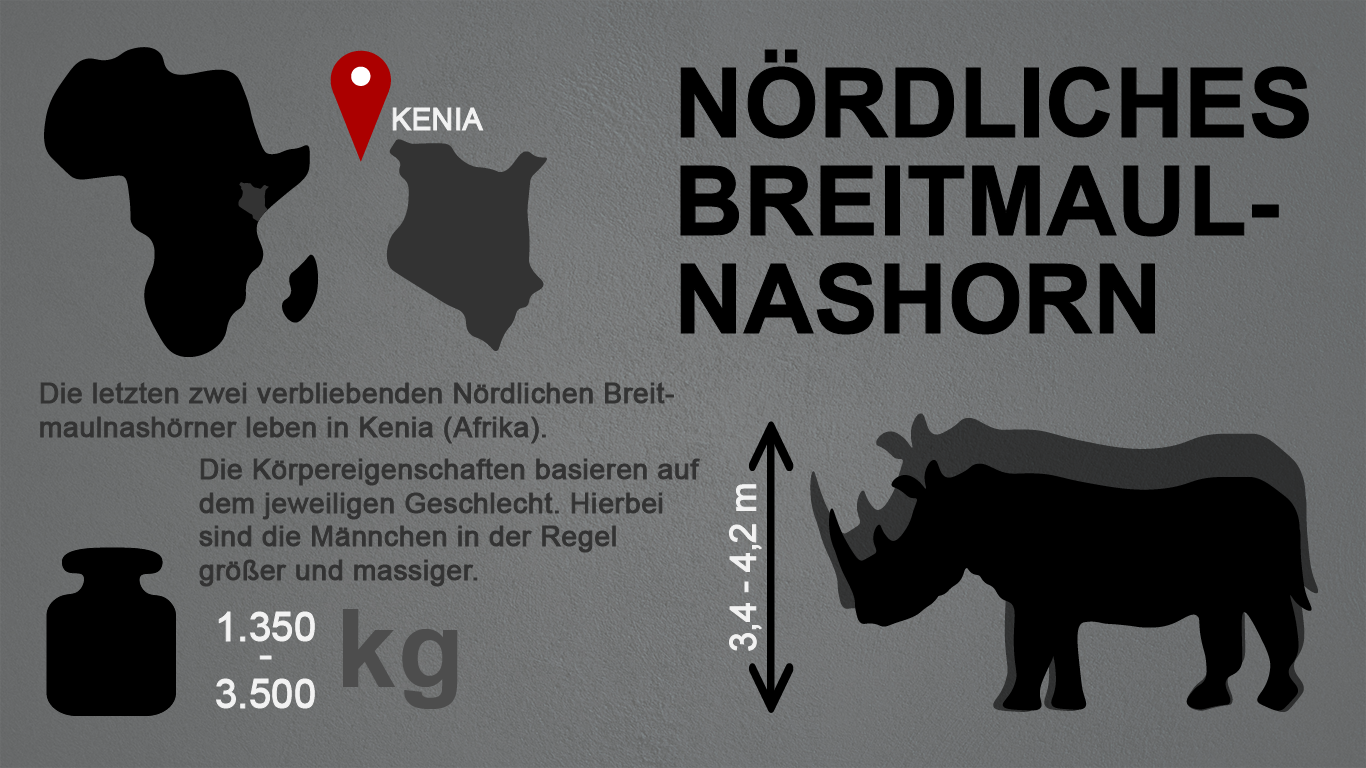 KENIA
NÖRDLICHES
BREITMAUL-
NASHORN
Die letzten zwei verbliebenden Nördlichen Breit-
maulnashörner leben in Kenia (Afrika).
Die Körpereigenschaften basieren auf
dem jeweiligen Geschlecht. Hierbei
sind die Männchen in der Regel
größer und massiger.
1.350
-
3.500
kg
3,4 - 4,2 m